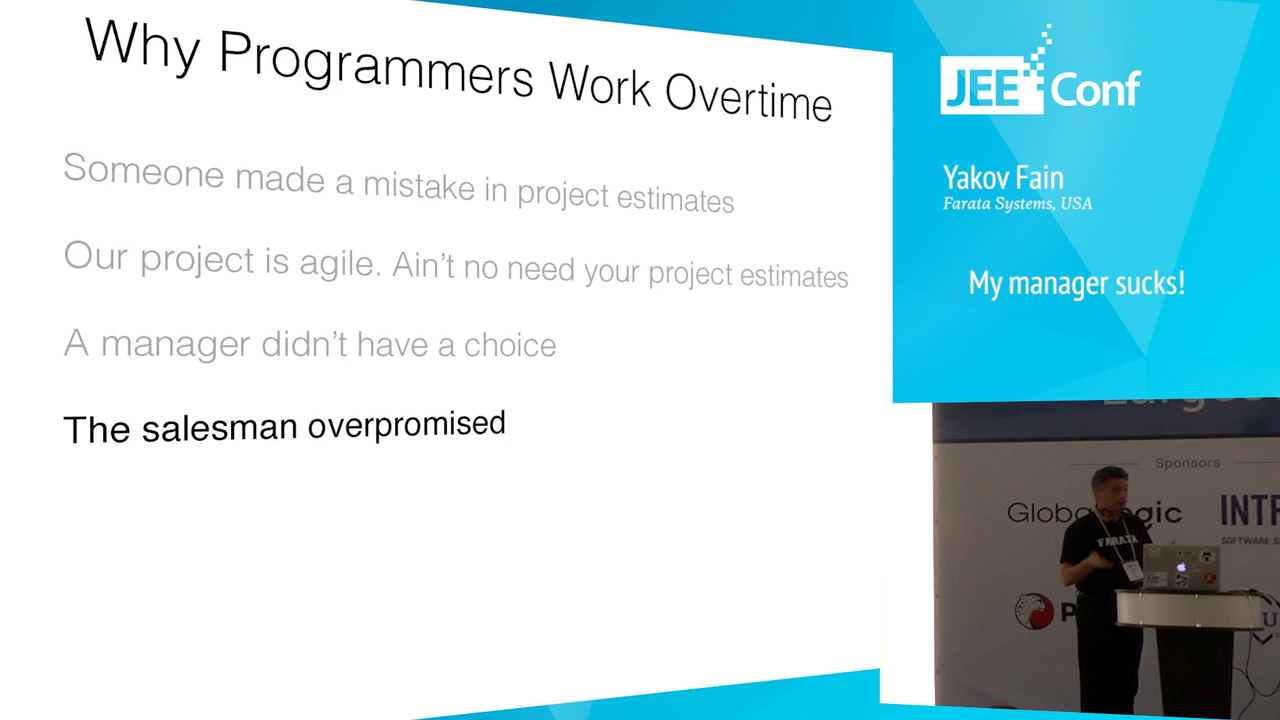 Why Programmers Work Overtime
Someone made a mistake in project estimates
Our project is agile. Ain't no need your project estimates
A manager didn't have a choice
The salesman overpromised
JEE Conf
Yakov Fain
Farata Systems, USA
My manager sucks!
Sponsors
FARATA